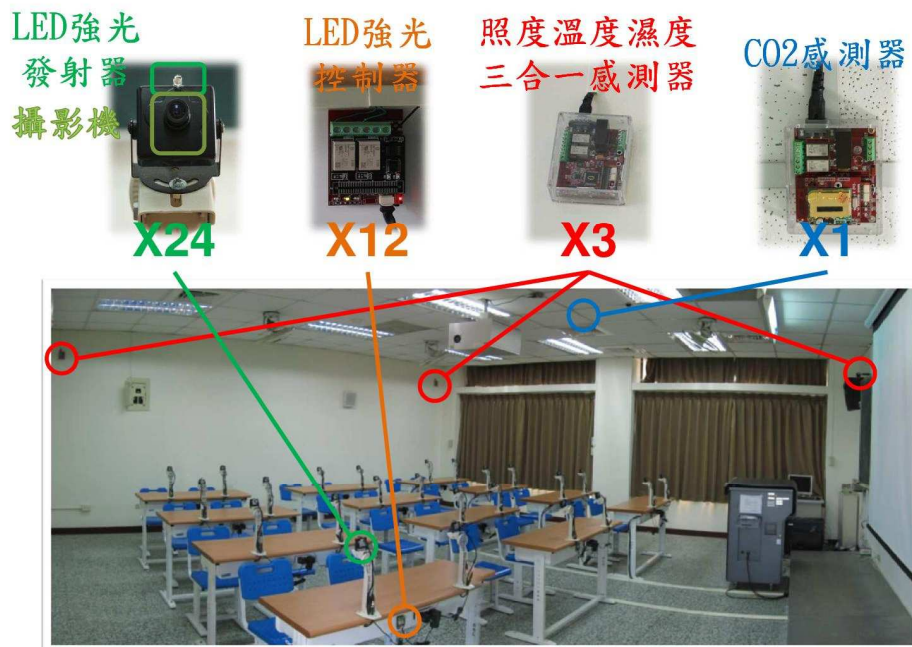 LED強光
發射器
攝影機
X24
LED強光
控制器
X12
照度溫度濕度
三合一感測器
X3
CO2感測器
X1